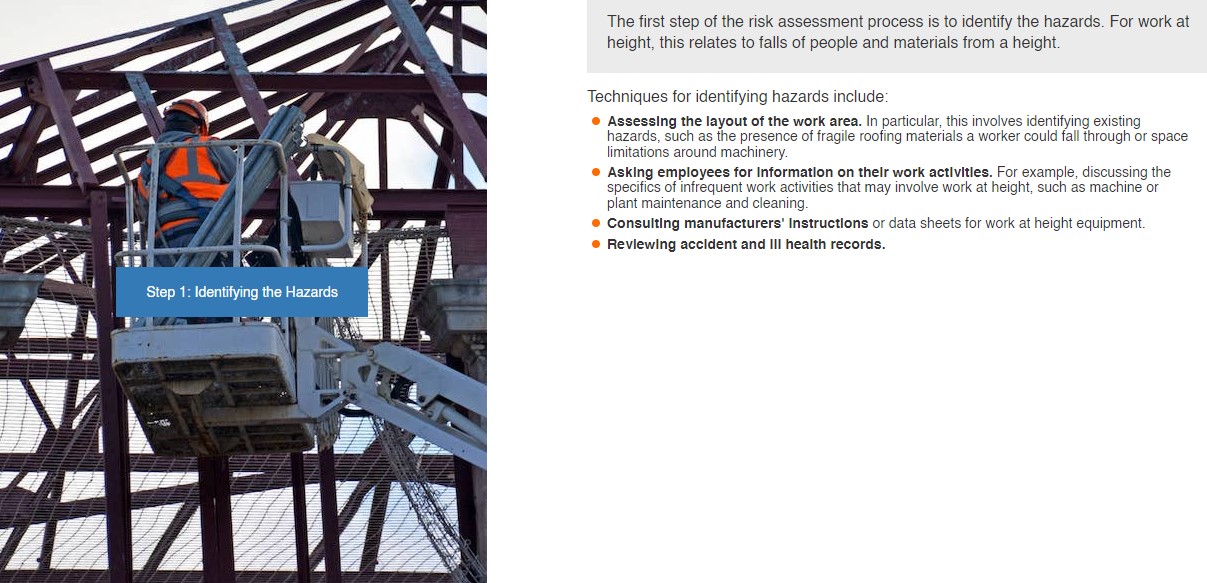 The first step of the risk assessment process is to identify the hazards. For work at
height, this relates to falls of people and materials from a height.
Step 1: Identifying the Hazards
Techniques for identifying hazards include:
Assessing the layout of the work area. In particular, this involves identifying existing
hazards, such as the presence of fragile roofing materials a worker could fall through or space
limitations around machinery.
Asking employees for information on their work activities. For example, discussing the
specifics of infrequent work activities that may involve work at height, such as machine or
plant maintenance and cleaning.
Consulting manufacturers' instructions or data sheets for work at height equipment.
Reviewing accident and ill health records.